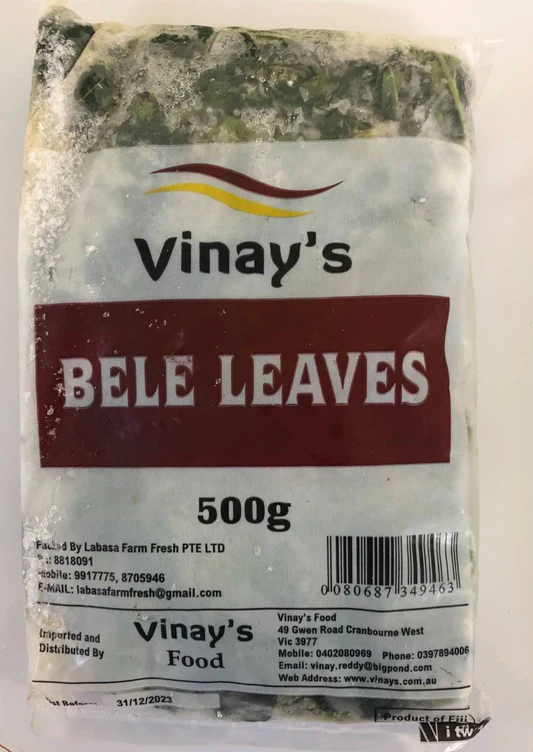 Vinay's
BELE LEAVES
500g
Packed By Labasa Farm Fresh PTE LTD
8818091
Mobile: 9917775, 8705946
E-MAIL: labasafarmfresh@gmail.com
0 080687 349463
Imported and
Distributed By
Vinay's
Food
Vinay's Food
49 Gwen Road Cranbourne West
Vic 3977
Mobile: 0402080969 Phone: 0397894006
Email: vinay.reddy@bigpond.com
Web Address: www.vinays.com.au
Before 31/12/2023
Product of Fiji